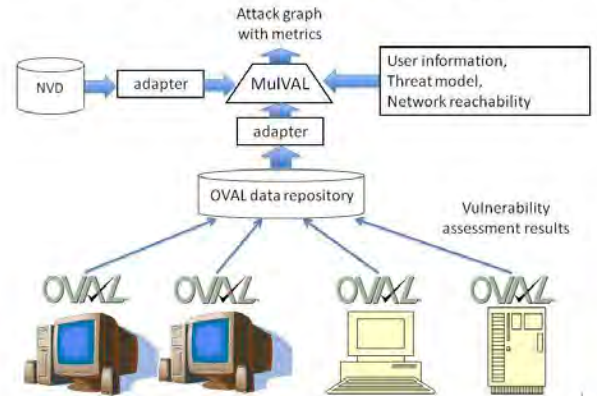 Attack graph
with metrics
NVD
adapter
MulVAL
User information,
Threat model,
Network reachability
adapter
OVAL data repository
Vulnerability
assessment results
OVAL
OVAL
OVAL
OVAL